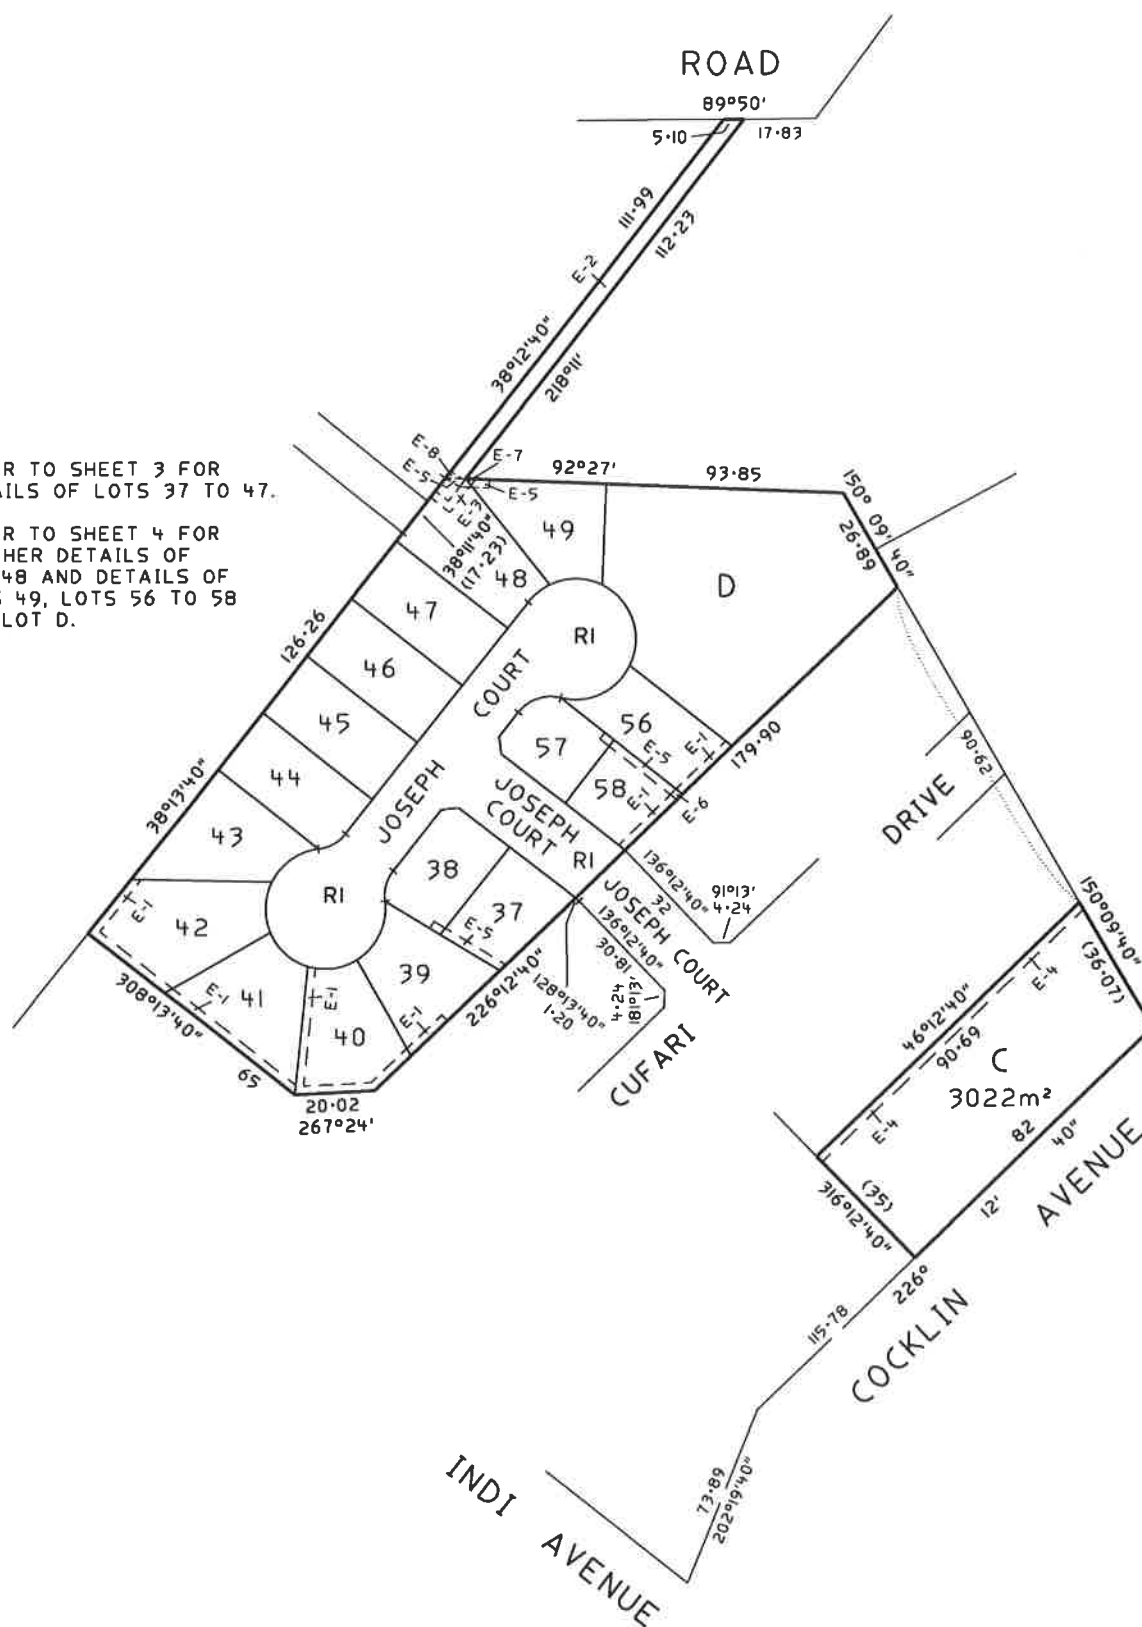 ROAD
89°50'
5·10
17·83
111·99
112·23
E-2
38°12'40"
218°11'
R TO SHEET 3 FOR
AILS OF LOTS 37 TO 47.
R TO SHEET 4 FOR
HER DETAILS OF
48 AND DETAILS OF
49, LOTS 56 TO 58
LOT D.
E-8
E-5
E-7
E-5
E-3
92°27'
93·85
150° 09' 40"
26·89
38°11'40"
(17·23)
49
48
D
47
RI
126·26
46
COURT
45
56
57
E-5
E-1
179·90
44
58
E-1
E-6
90·62
DRIVE
38°13'40"
JOSEPH
JOSEPH
COURT
43
38
RI
136°12'40"
32
91°13'
4·24
RI
37
JOSEPH COURT
136°12'40"
30·81
150°09'40"
(36·07)
E-1
42
E-5
39
226°12'40"
128°13'40"
1·20
4·24
181°13'
E-4
46°12'40"
90·69
E-1
41
E-1
308°13'40"
65
40
E-1
20·02
267°24'
CUFARI
C
3022m²
E-4
82
40"
12'
226°
AVENUE
(35)
316°12'40"
115·78
COCKLIN
73·89
202°19'40"
INDI
AVENUE